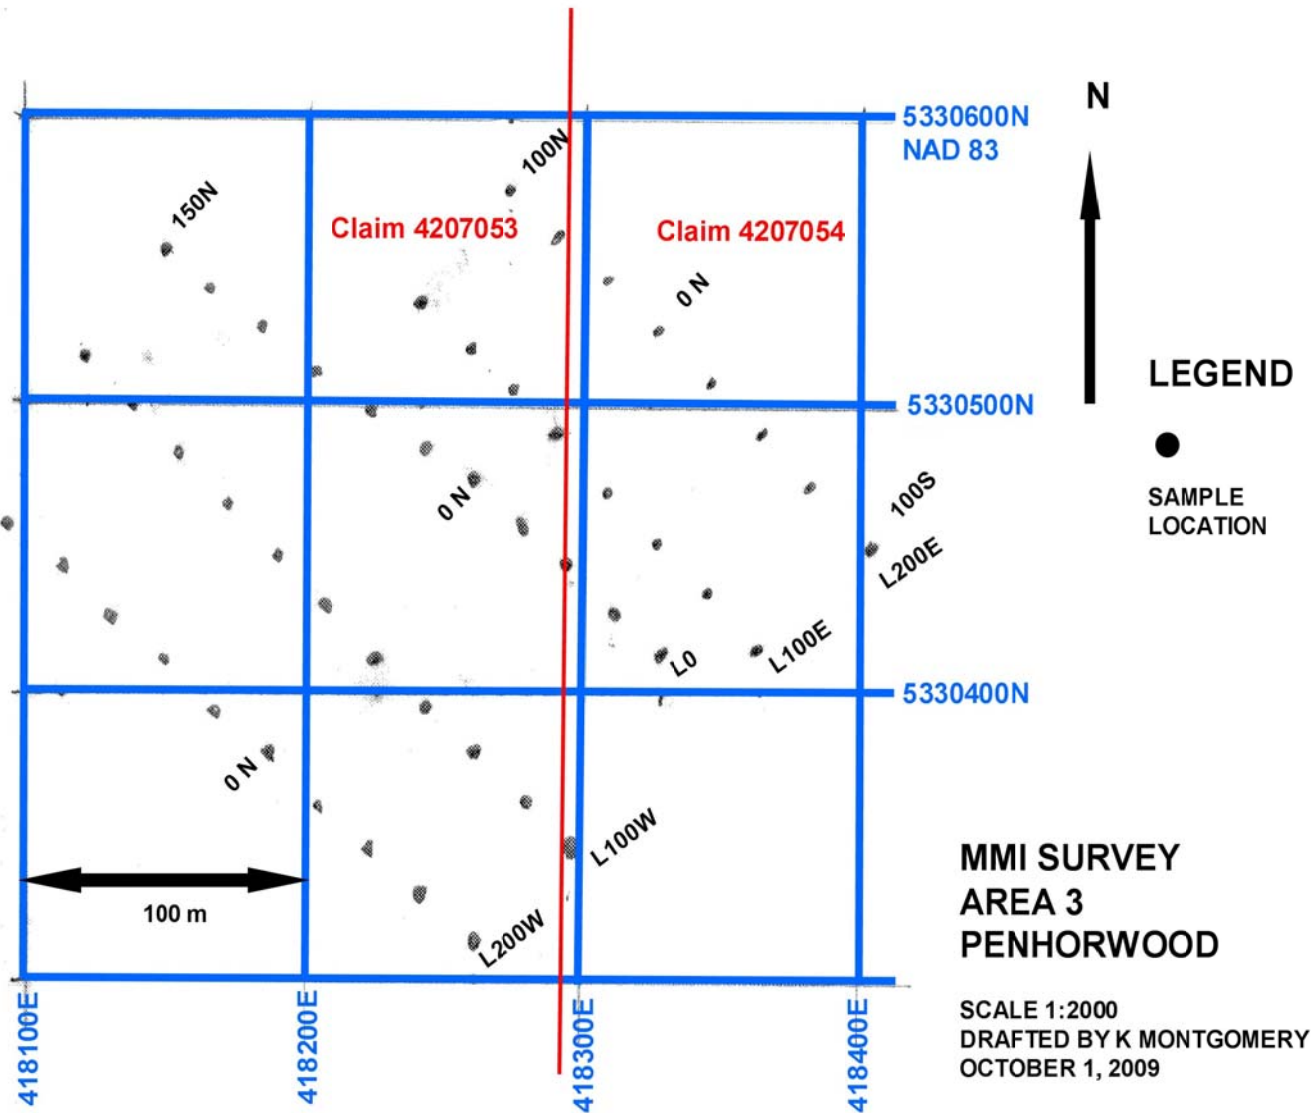 5330600N
NAD 83
N
100N
150N
Claim 4207053
Claim 4207054
0 N
LEGEND
5330500N
SAMPLE
LOCATION
0 N
100S
L200E
L0
L100E
5330400N
0 N
L100W
100 m
L200W
MMI SURVEY
AREA 3
PENHORWOOD
SCALE 1:2000
DRAFTED BY K MONTGOMERY
OCTOBER 1, 2009
418100E
418200E
418300E
418400E